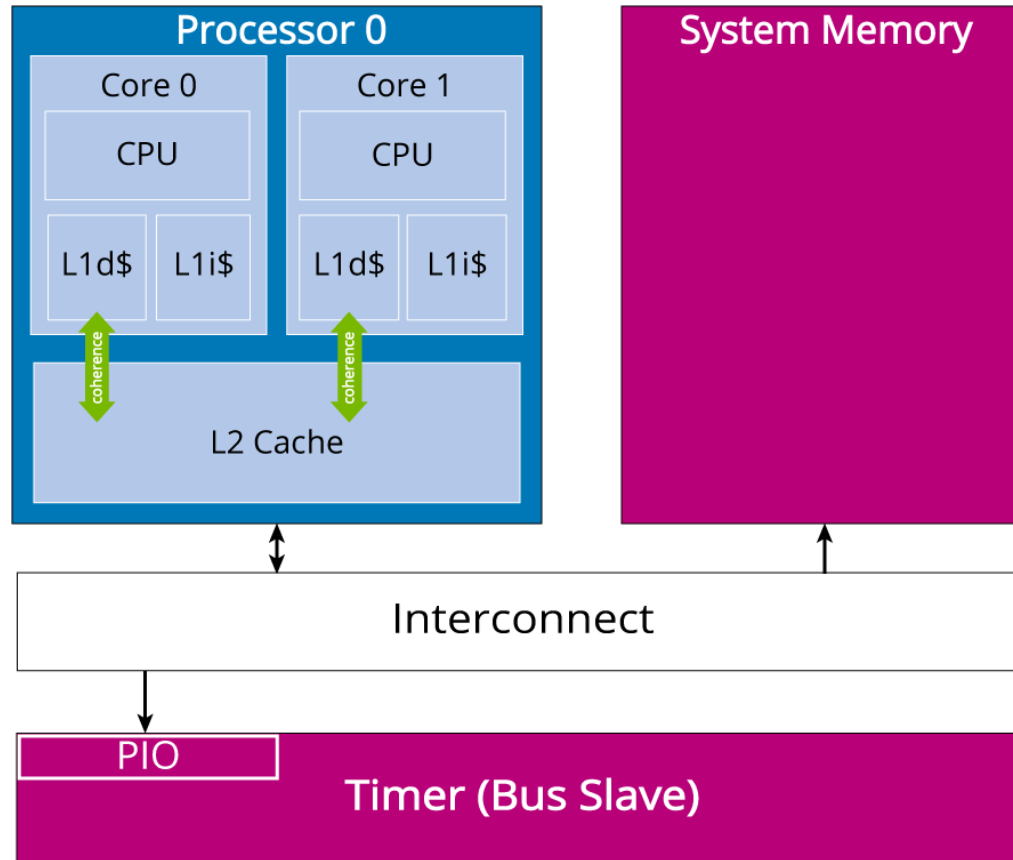 Processor 0
System Memory
Core 0
Core 1
CPU
CPU
L1d$
L1i$
L1d$
L1i$
coherence
coherence
L2 Cache
Interconnect
PIO
Timer (Bus Slave)